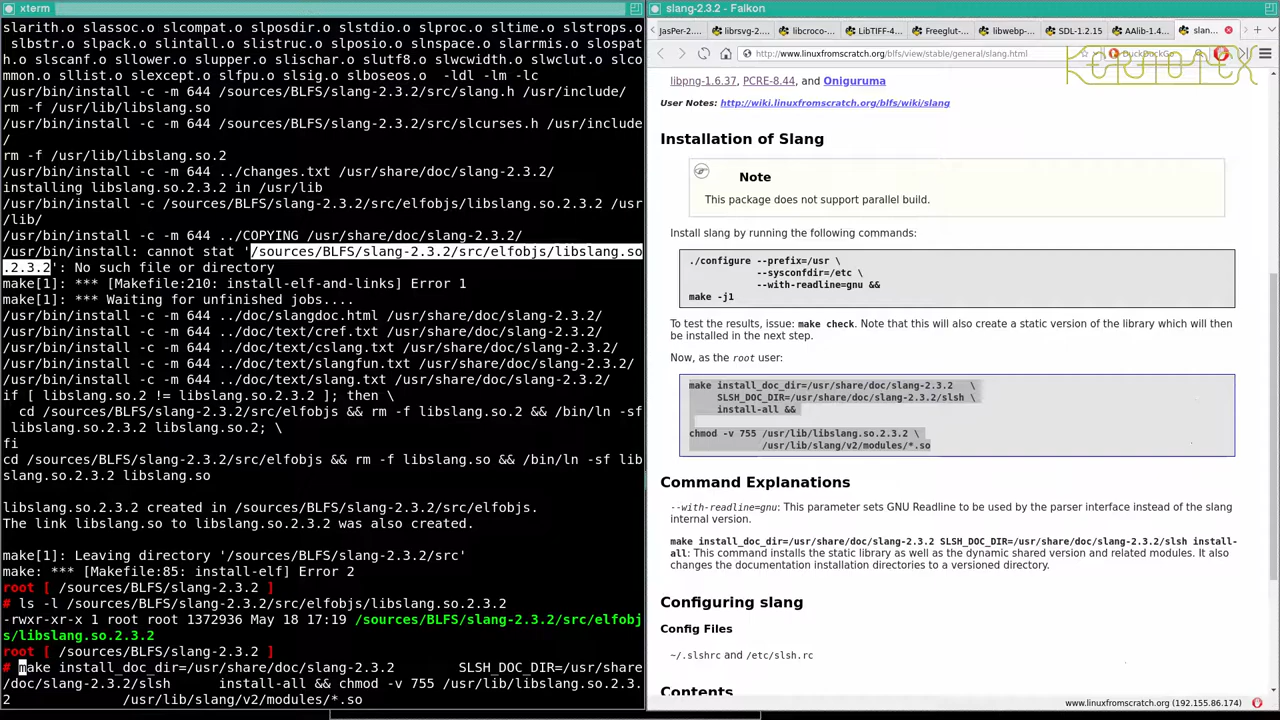 xterm
slarith.o slassoc.o slcompat.o slposdir.o slstdio.o slproc.o sltime.o slstrops.o
slbstr.o slpack.o slintall.o slistruc.o slposio.o slnspace.o slarrmis.o slospat
h.o slscanf.o sllower.o slupper.o slischar.o slutf8.o slwcwidt.o slwclut.o slco
mmon.o sllist.o slexcept.o slfpu.o slsig.o slboseos.o -ldl -lm -lc
/usr/bin/install -c -m 644 /sources/BLFS/slang-2.3.2/src/slang.h /usr/include/
rm -f /usr/lib/libslang.so
/usr/bin/install -c -m 644 /sources/BLFS/slang-2.3.2/src/slcurses.h /usr/include
/
rm -f /usr/lib/libslang.so.2
/usr/bin/install -c -m 644 ../changes.txt /usr/share/doc/slang-2.3.2/
installing libslang.so.2.3.2 in /usr/lib
/usr/bin/install -c /sources/BLFS/slang-2.3.2/src/elfobjs/libslang.so.2.3.2 /usr
/lib/
/usr/bin/install -c -m 644 ../COPYING /usr/share/doc/slang-2.3.2/
/usr/bin/install: cannot stat '/sources/BLFS/slang-2.3.2/src/elfobjs/libslang.so
.2.3.2': No such file or directory
make[1]: *** [Makefile:210: install-elf-and-links] Error 1
make[1]: *** Waiting for unfinished jobs....
/usr/bin/install -c -m 644 ../doc/slangdoc.html /usr/share/doc/slang-2.3.2/
/usr/bin/install -c -m 644 ../doc/text/cref.txt /usr/share/doc/slang-2.3.2/
/usr/bin/install -c -m 644 ../doc/text/cslang.txt /usr/share/doc/slang-2.3.2/
/usr/bin/install -c -m 644 ../doc/text/slangfun.txt /usr/share/doc/slang-2.3.2/
/usr/bin/install -c -m 644 ../doc/text/slang.txt /usr/share/doc/slang-2.3.2/
if [ libslang.so.2 != libslang.so.2.3.2 ]; then \
cd /sources/BLFS/slang-2.3.2/src/elfobjs && rm -f libslang.so.2 && /bin/ln -sf
libslang.so.2.3.2 libslang.so.2; \
fi
cd /sources/BLFS/slang-2.3.2/src/elfobjs && rm -f libslang.so && /bin/ln -sf lib
slang.so.2.3.2 libslang.so
libslang.so.2.3.2 created in /sources/BLFS/slang-2.3.2/src/elfobjs.
The link libslang.so to libslang.so.2.3.2 was also created.
make[1]: Leaving directory '/sources/BLFS/slang-2.3.2/src'
make: *** [Makefile:85: install-elf] Error 2
root [ /sources/BLFS/slang-2.3.2 ]
# ls -l /sources/BLFS/slang-2.3.2/src/elfobjs/libslang.so.2.3.2
-rwxr-xr-x 1 root root 1372936 May 18 17:19 /sources/BLFS/slang-2.3.2/src/elfobj
s/libslang.so.2.3.2
root [ /sources/BLFS/slang-2.3.2 ]
# make install_doc_dir=/usr/share/doc/slang-2.3.2        SLSH_DOC_DIR=/usr/share
/doc/slang-2.3.2/slsh      install-all && chmod -v 755 /usr/lib/libslang.so.2.3.
2              /usr/lib/slang/v2/modules/*.so
slang-2.3.2 - Falkon
JasPer-2.... librsvg-2.... libcroco-... LibTIFF-4.... Freeglut-... libwebp-... SDL-1.2.15 AAlib-1.4... slan...
http://www.linuxfromscratch.org/blfs/view/stable/general/slang.html
DuckDuckGo
libpng-1.6.37, PCRE-8.44, and Oniguruma
User Notes: http://wiki.linuxfromscratch.org/blfs/wiki/slang
Installation of Slang
Note
This package does not support parallel build.
Install slang by running the following commands:
./configure --prefix=/usr \
--sysconfdir=/etc \
--with-readline=gnu &&
make -j1
To test the results, issue: make check. Note that this will also create a static version of the library which will then
be installed in the next step.
Now, as the root user:
make install_doc_dir=/usr/share/doc/slang-2.3.2   \
SLSH_DOC_DIR=/usr/share/doc/slang-2.3.2/slsh \
install-all &&
chmod -v 755 /usr/lib/libslang.so.2.3.2 \
/usr/lib/slang/v2/modules/*.so
Command Explanations
--with-readline=gnu: This parameter sets GNU Readline to be used by the parser interface instead of the slang
internal version.
make install_doc_dir=/usr/share/doc/slang-2.3.2 SLSH_DOC_DIR=/usr/share/doc/slang-2.3.2/slsh install-
all: This command installs the static library as well as the dynamic shared version and related modules. It also
changes the documentation installation directories to a versioned directory.
Configuring slang
Config Files
~/.slshrc and /etc/slsh.rc
Contents
www.linuxfromscratch.org (192.155.86.174)